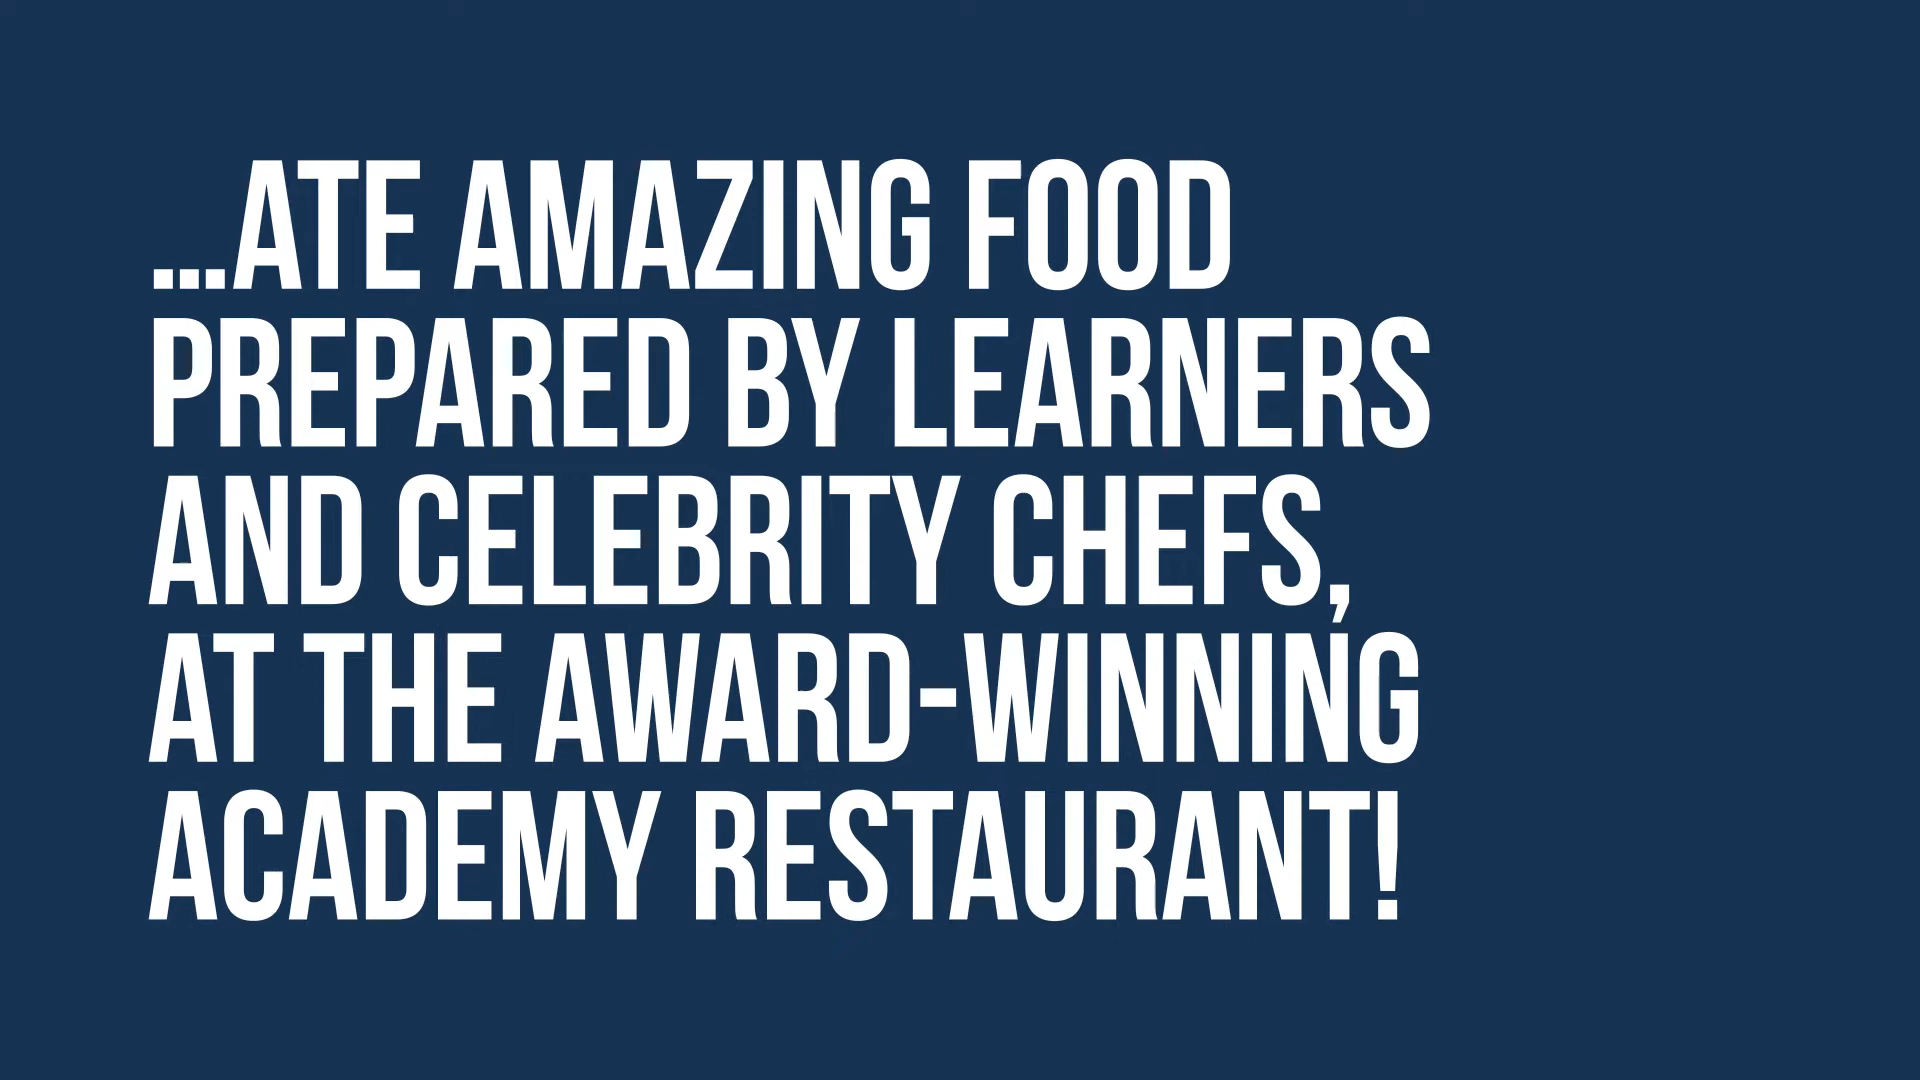 ...ATE AMAZING FOOD
PREPARED BY LEARNERS
AND CELEBRITY CHEFS,
AT THE AWARD-WINNING
ACADEMY RESTAURANT!